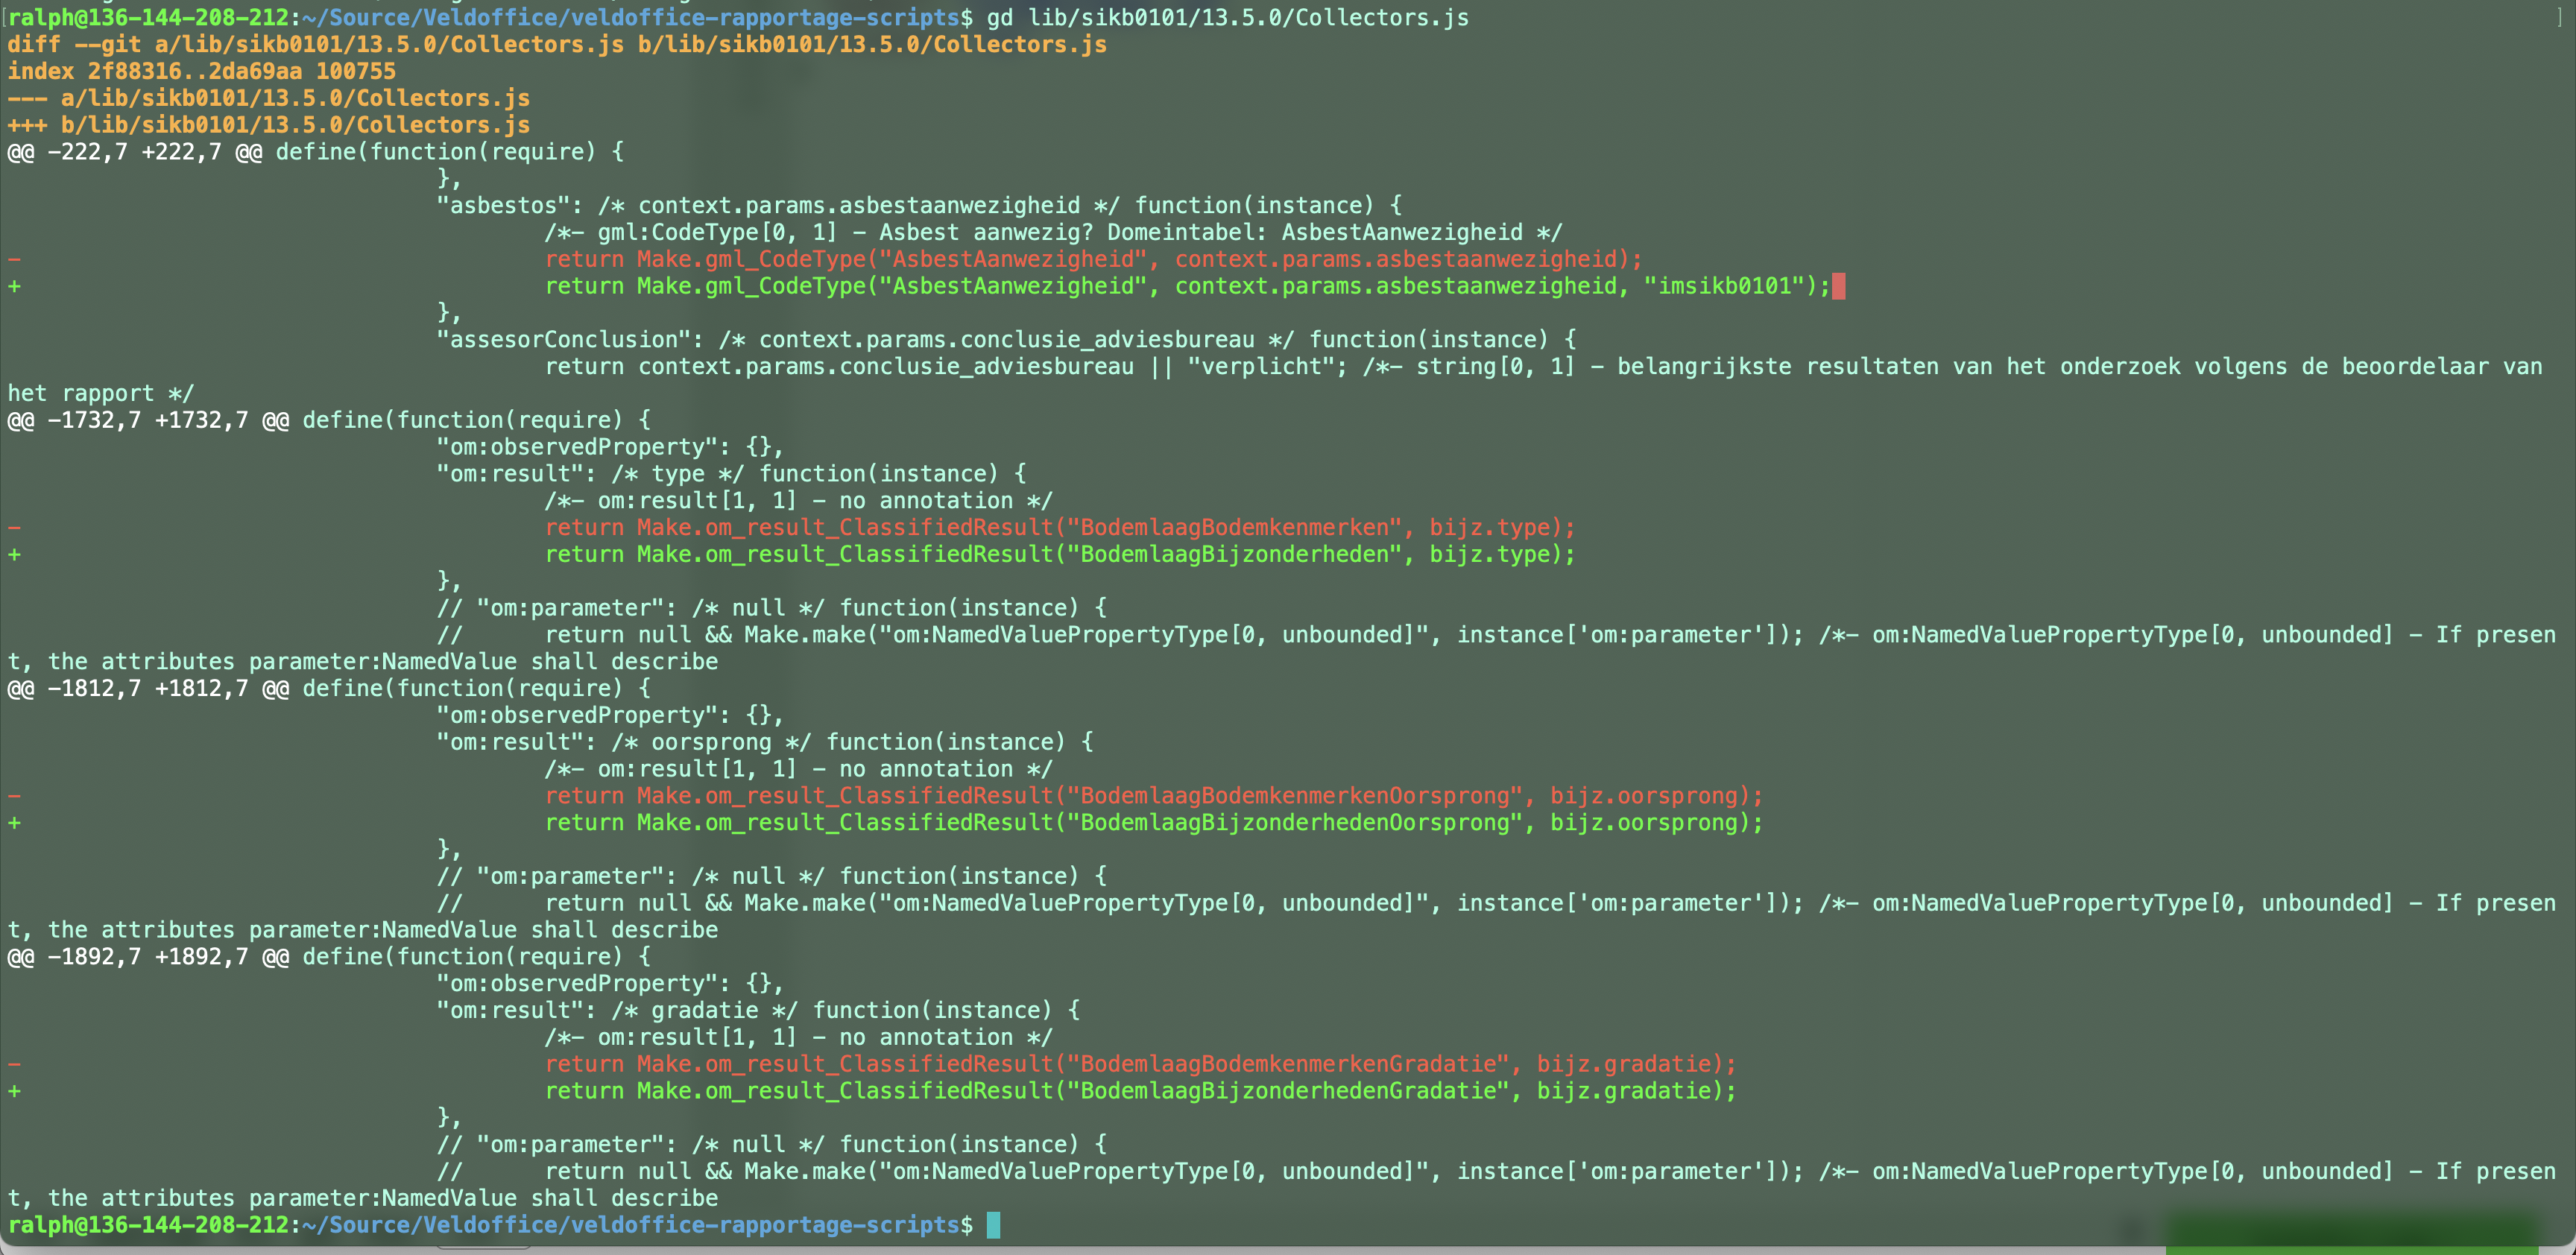 [ralph@136-144-208-212:~/Source/Veldoffice/veldoffice-rapportage-scripts$ gd lib/sikb0101/13.5.0/Collectors.js ]
diff --git a/lib/sikb0101/13.5.0/Collectors.js b/lib/sikb0101/13.5.0/Collectors.js
index 2f88316..2da69aa 100755
--- a/lib/sikb0101/13.5.0/Collectors.js
+++ b/lib/sikb0101/13.5.0/Collectors.js
@@ -222,7 +222,7 @@ define(function(require) {
},
"asbestos": /* context.params.asbestaanwezigheid */ function(instance) {
/*- gml:CodeType[0, 1] - Asbest aanwezig? Domeintabel: AsbestAanwezigheid */
- return Make.gml_CodeType("AsbestAanwezigheid", context.params.asbestaanwezigheid);
+ return Make.gml_CodeType("AsbestAanwezigheid", context.params.asbestaanwezigheid, "imsikb0101");
},
"assesorConclusion": /* context.params.conclusie_adviesbureau */ function(instance) {
return context.params.conclusie_adviesbureau || "verplicht"; /*- string[0, 1] - belangrijkste resultaten van het onderzoek volgens de beoordelaar van
het rapport */
@@ -1732,7 +1732,7 @@ define(function(require) {
"om:observedProperty": {},
"om:result": /* type */ function(instance) {
/*- om:result[1, 1] - no annotation */
- return Make.om_result_ClassifiedResult("BodemlaagBodemkenmerken", bijz.type);
+ return Make.om_result_ClassifiedResult("BodemlaagBijzonderheden", bijz.type);
},
// "om:parameter": /* null */ function(instance) {
// return null && Make.make("om:NamedValuePropertyType[0, unbounded]", instance['om:parameter']); /*- om:NamedValuePropertyType[0, unbounded] - If presen
t, the attributes parameter:NamedValue shall describe
@@ -1812,7 +1812,7 @@ define(function(require) {
"om:observedProperty": {},
"om:result": /* oorsprong */ function(instance) {
/*- om:result[1, 1] - no annotation */
- return Make.om_result_ClassifiedResult("BodemlaagBodemkenmerkenOorsprong", bijz.oorsprong);
+ return Make.om_result_ClassifiedResult("BodemlaagBijzonderhedenOorsprong", bijz.oorsprong);
},
// "om:parameter": /* null */ function(instance) {
// return null && Make.make("om:NamedValuePropertyType[0, unbounded]", instance['om:parameter']); /*- om:NamedValuePropertyType[0, unbounded] - If presen
t, the attributes parameter:NamedValue shall describe
@@ -1892,7 +1892,7 @@ define(function(require) {
"om:observedProperty": {},
"om:result": /* gradatie */ function(instance) {
/*- om:result[1, 1] - no annotation */
- return Make.om_result_ClassifiedResult("BodemlaagBodemkenmerkenGradatie", bijz.gradatie);
+ return Make.om_result_ClassifiedResult("BodemlaagBijzonderhedenGradatie", bijz.gradatie);
},
// "om:parameter": /* null */ function(instance) {
// return null && Make.make("om:NamedValuePropertyType[0, unbounded]", instance['om:parameter']); /*- om:NamedValuePropertyType[0, unbounded] - If presen
t, the attributes parameter:NamedValue shall describe
ralph@136-144-208-212:~/Source/Veldoffice/veldoffice-rapportage-scripts$